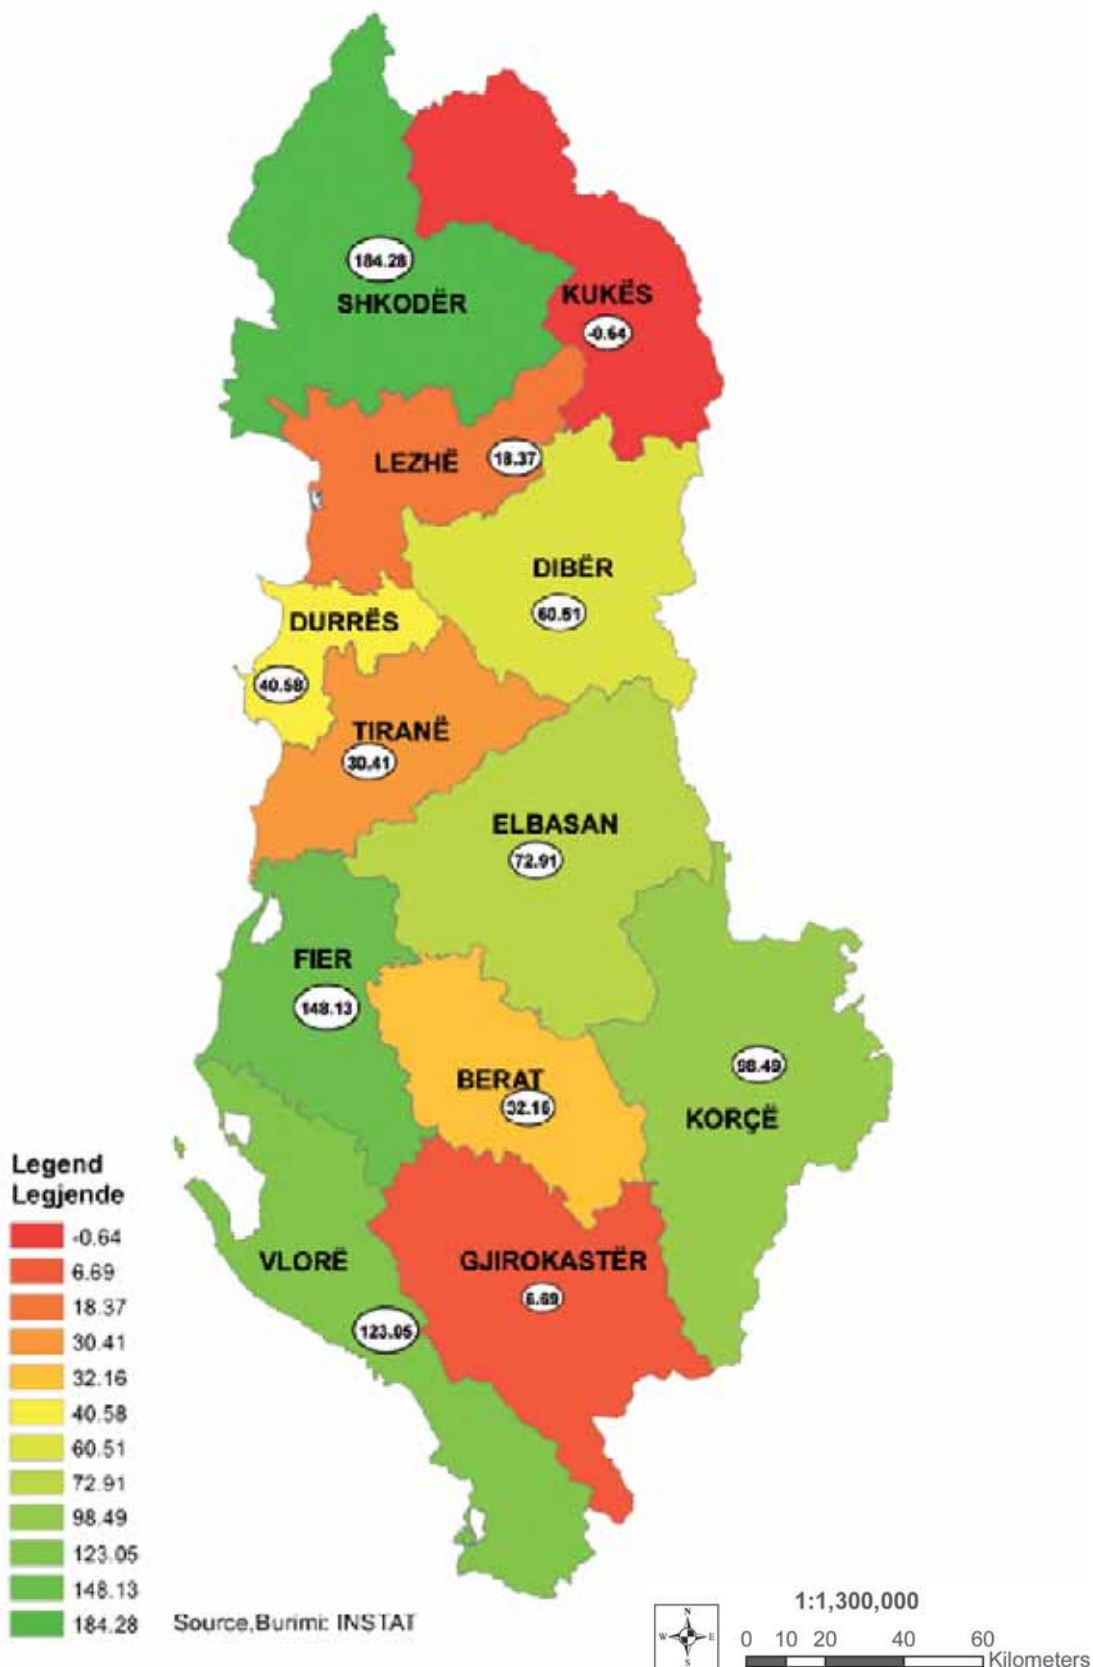 184.28
SHKODËR
KUKËS
-0.64
LEZHË
18.37
DIBËR
60.51
DURRËS
40.58
TIRANË
30.41
ELBASAN
72.91
FIER
148.13
BERAT
32.16
98.49
KORÇË
VLORË
123.05
GJIROKASTËR
6.69
Legend
Legjende
-0.64
6.69
18.37
30.41
32.16
40.58
60.51
72.91
98.49
123.05
148.13
184.28
Source,Burimi: INSTAT
N
W E
S
1:1,300,000
0 10 20 40 60
Kilometers